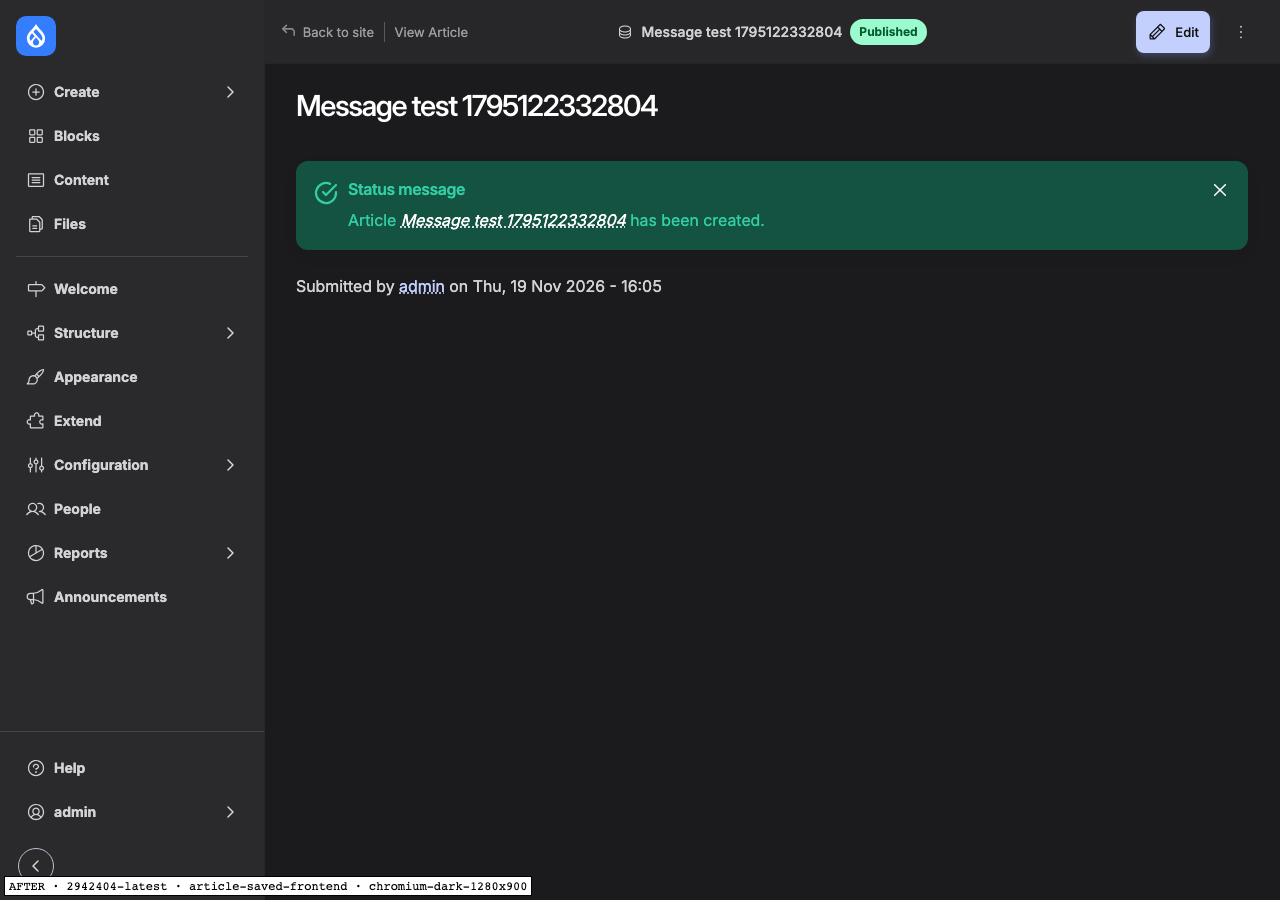 Back to site
View Article
Message test 1795122332804
Published
Edit
Create
Blocks
Content
Files
Welcome
Structure
Appearance
Extend
Configuration
People
Reports
Announcements
Help
admin
Message test 1795122332804
Status message
Article Message test 1795122332804 has been created.
Submitted by admin on Thu, 19 Nov 2026 - 16:05
AFTER · 2942404-latest · article-saved-frontend · chromium-dark-1280x900